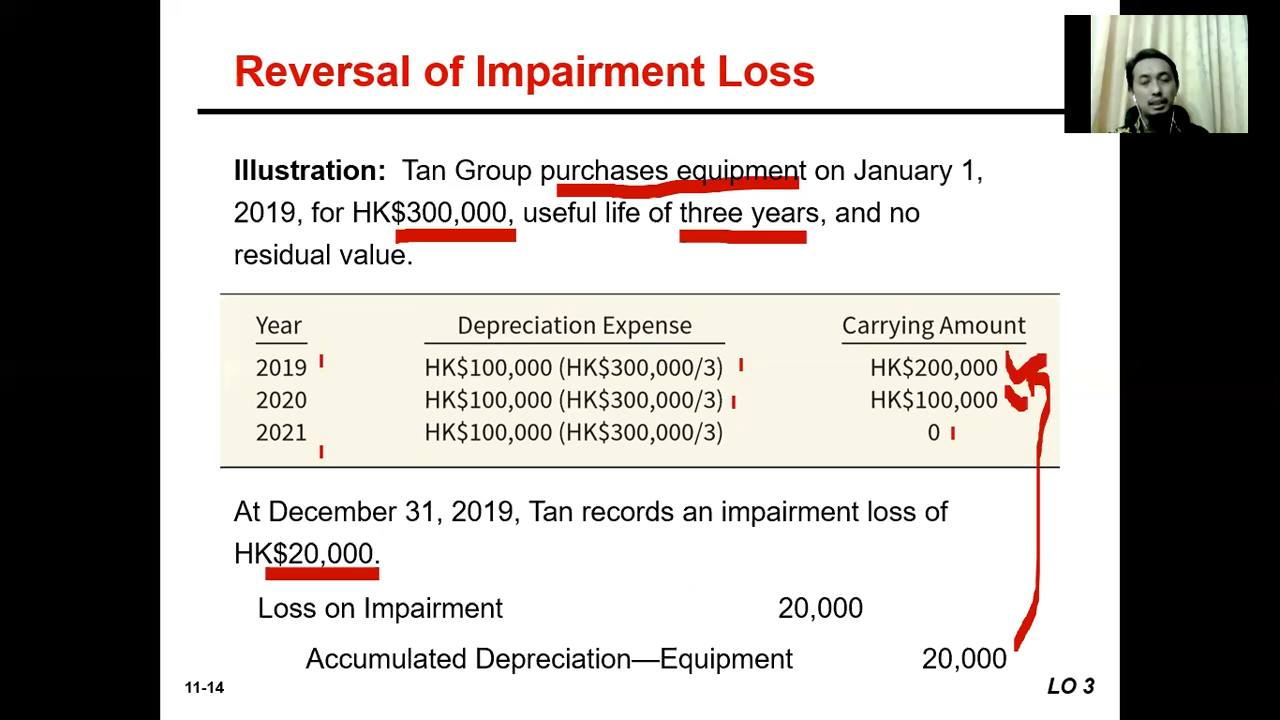 Reversal of Impairment Loss
Illustration: Tan Group purchases equipment on January 1,
2019, for HK$300,000, useful life of three years, and no
residual value.
Year Depreciation Expense Carrying Amount
2019 HK$100,000 (HK$300,000/3) HK$200,000
2020 HK$100,000 (HK$300,000/3) HK$100,000
2021 HK$100,000 (HK$300,000/3) 0
At December 31, 2019, Tan records an impairment loss of
HK$20,000.
Loss on Impairment 20,000
Accumulated Depreciation—Equipment 20,000
11-14 LO 3